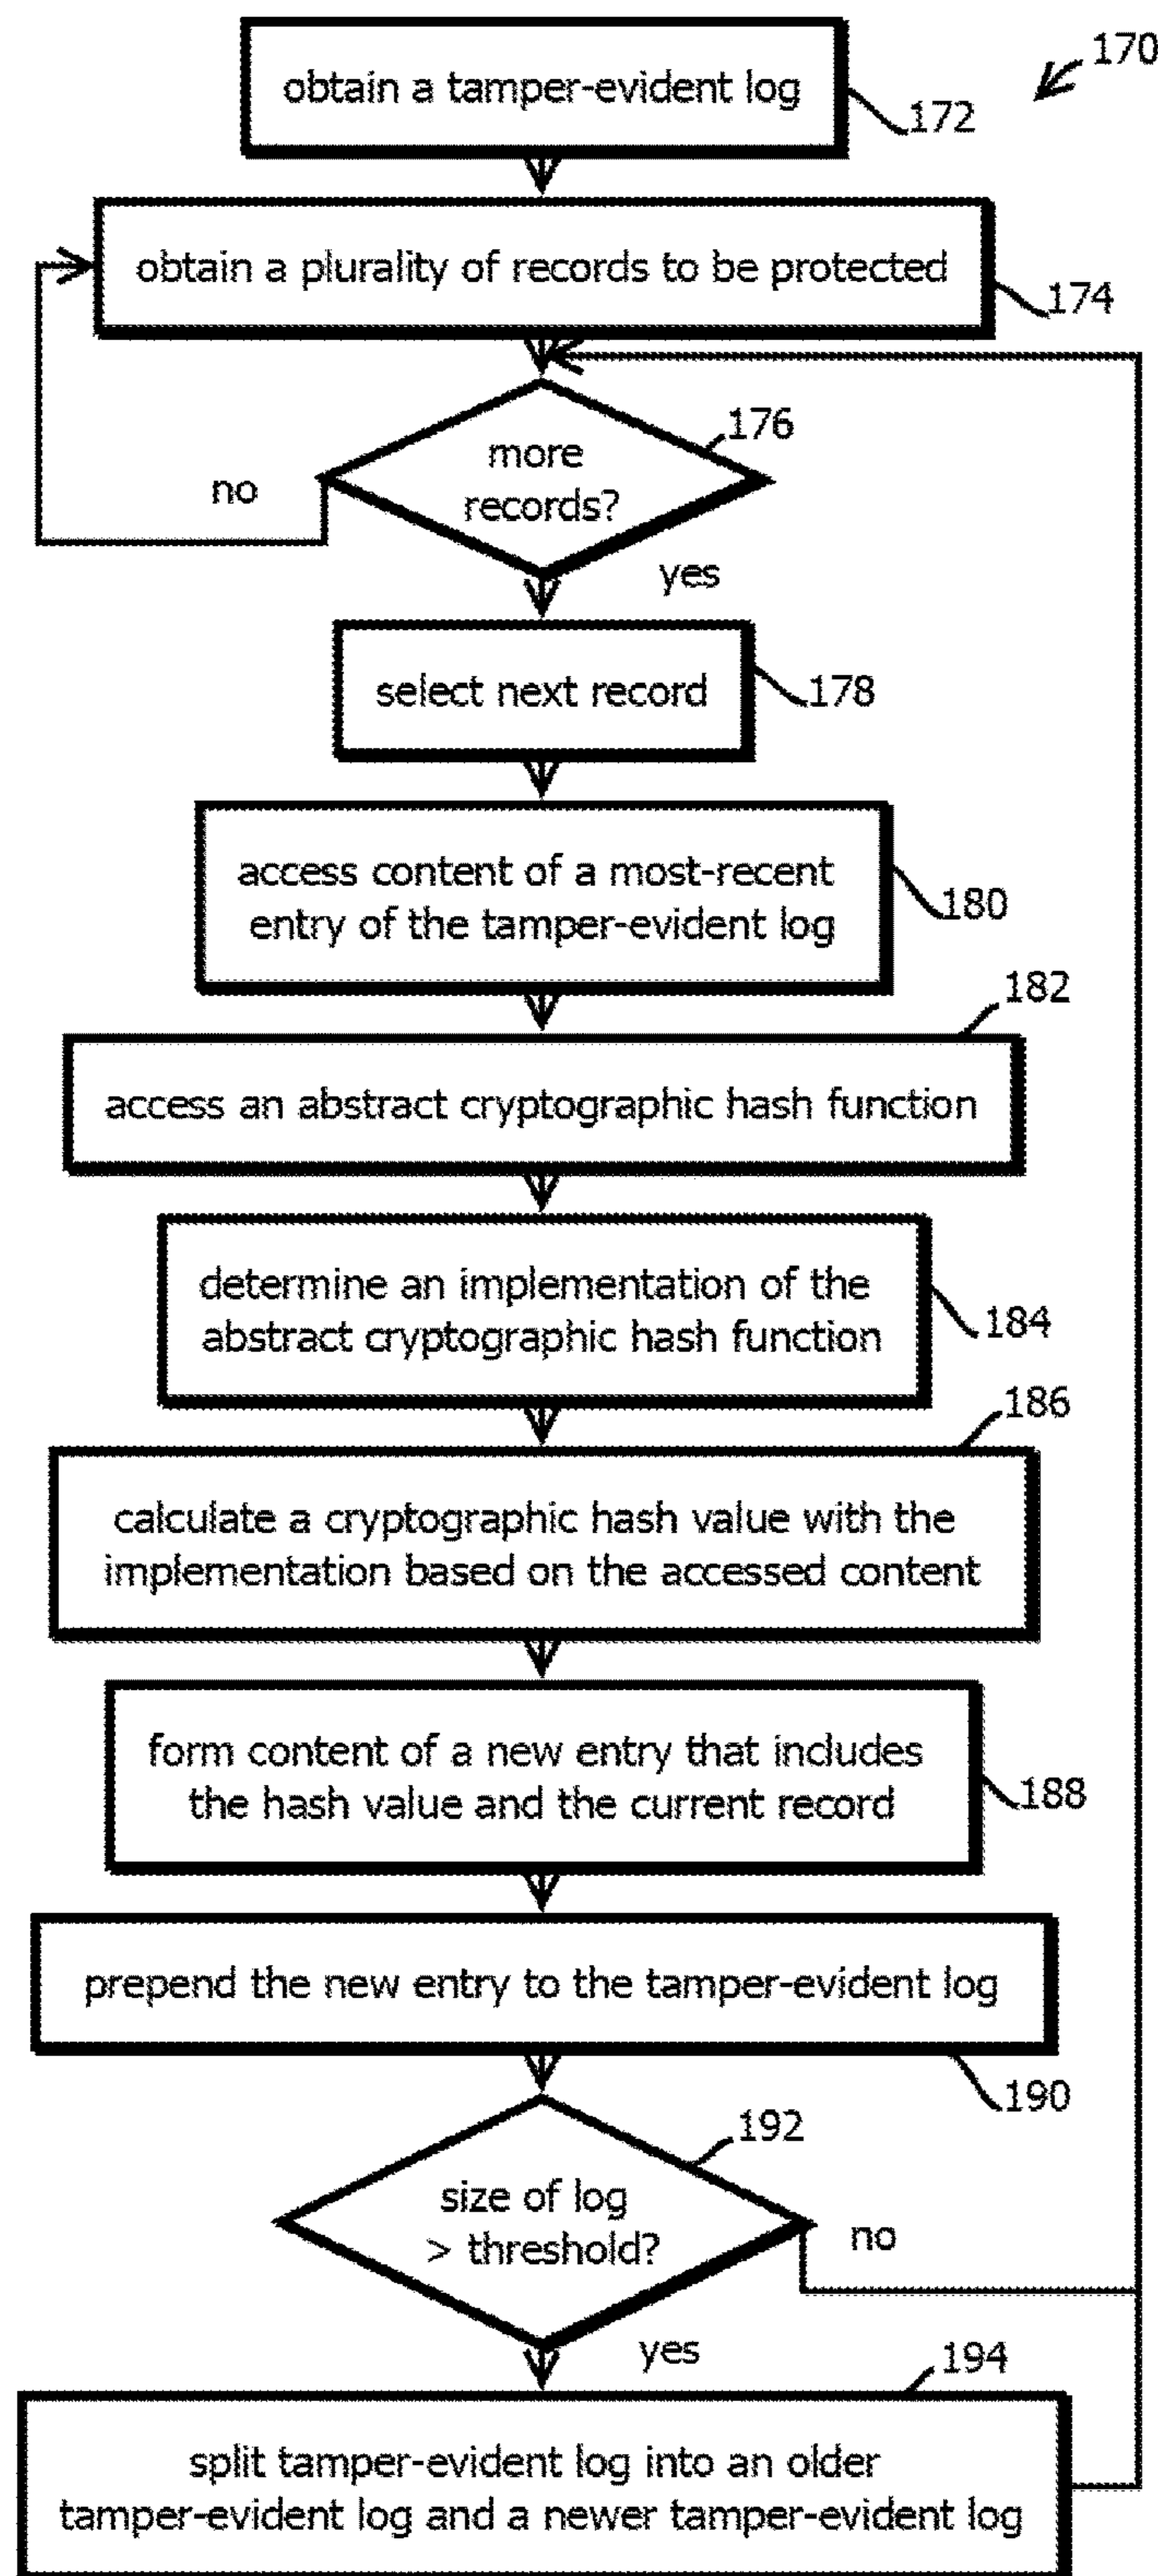 170
obtain a tamper-evident log
172
obtain a plurality of records to be protected
174
176
more
records?
no
yes
select next record
178
access content of a most-recent
entry of the tamper-evident log
180
182
access an abstract cryptographic hash function
determine an implementation of the
abstract cryptographic hash function
184
186
calculate a cryptographic hash value with the
implementation based on the accessed content
form content of a new entry that includes
the hash value and the current record
188
prepend the new entry to the tamper-evident log
190
192
size of log
> threshold?
no
yes
194
split tamper-evident log into an older
tamper-evident log and a newer tamper-evident log